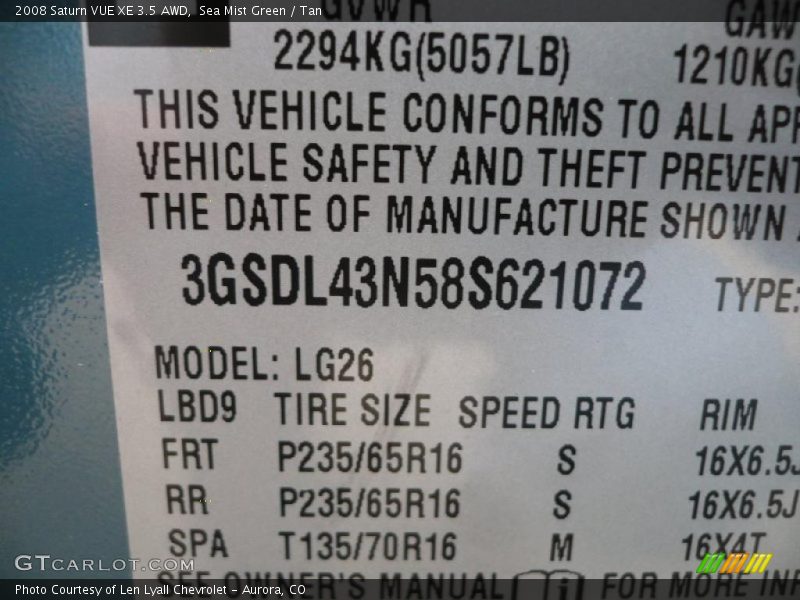 2008 Saturn VUE XE 3.5 AWD,  Sea Mist Green / Tan
GVWR GAW
2294KG(5057LB) 1210KG(
THIS VEHICLE CONFORMS TO ALL APP
VEHICLE SAFETY AND THEFT PREVENT
THE DATE OF MANUFACTURE SHOWN
3GSDL43N58S621072 TYPE:
MODEL: LG26
LBD9 TIRE SIZE SPEED RTG RIM
FRT P235/65R16 S 16X6.5J
RR P235/65R16 S 16X6.5J
SPA T135/70R16 M 16X4T
SEE OWNER'S MANUAL i FOR MORE INF
GTCARLOT.COM
Photo Courtesy of Len Lyall Chevrolet – Aurora, CO